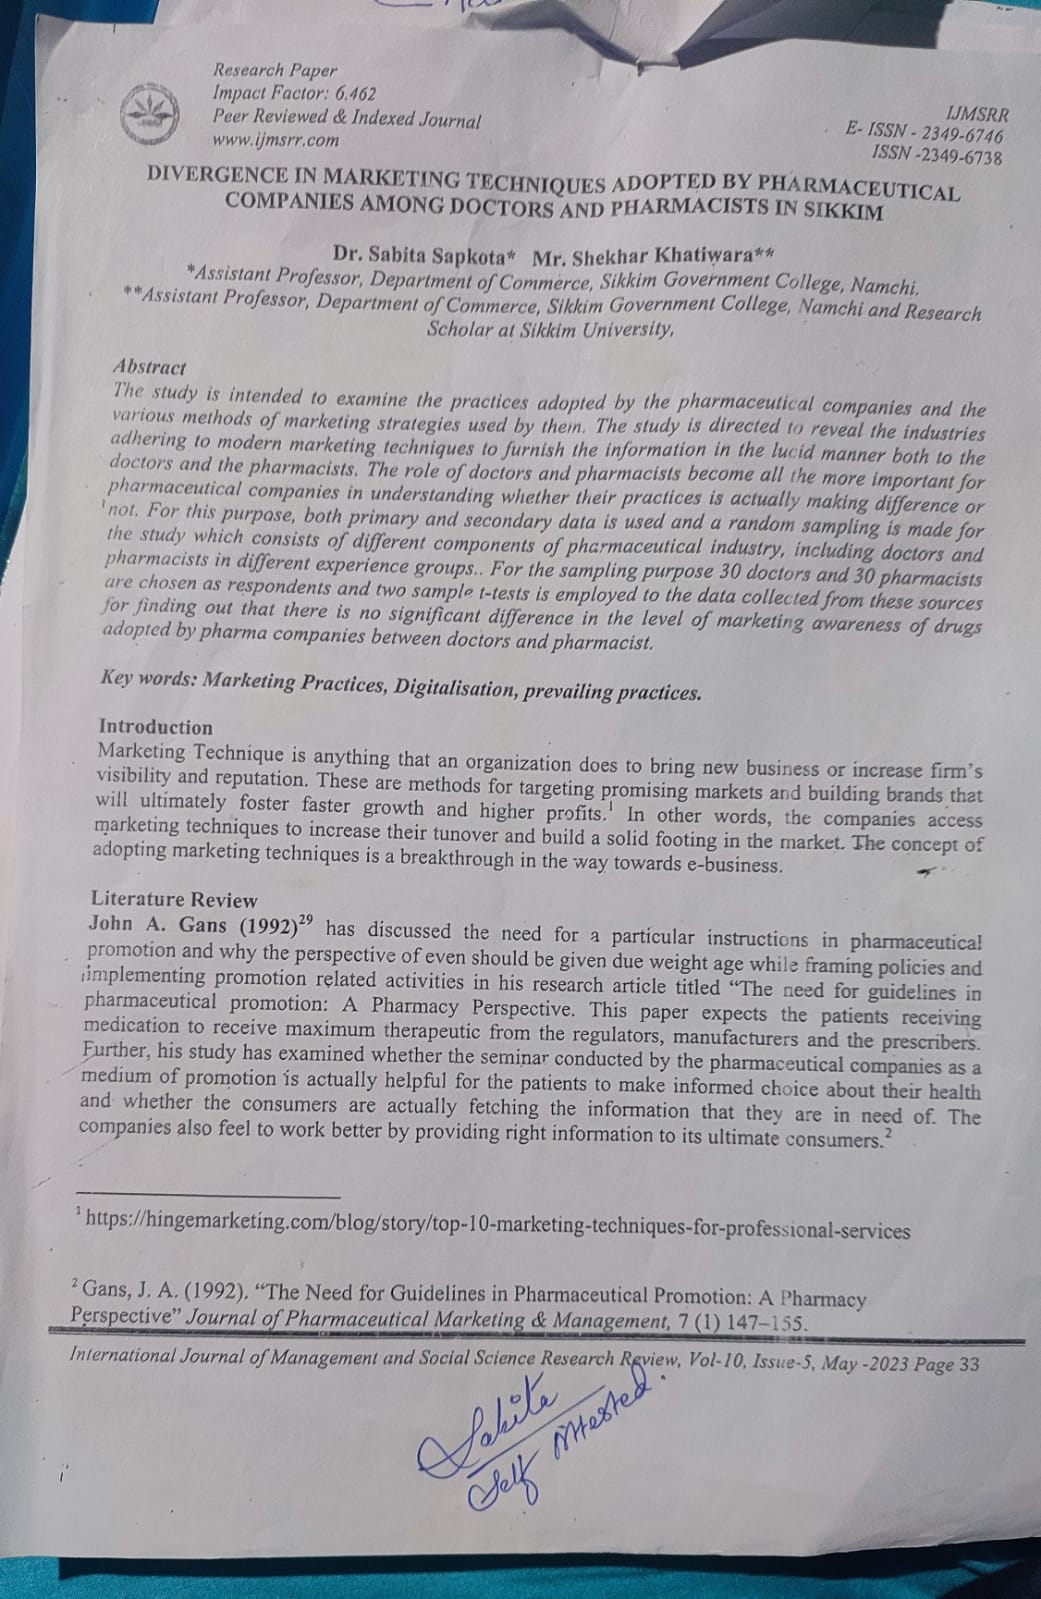 Research Paper
Impact Factor: 6.462
Peer Reviewed & Indexed Journal
www.ijmsrr.com
IJMSRR
E- ISSN - 2349-6746
ISSN -2349-6738
DIVERGENCE IN MARKETING TECHNIQUES ADOPTED BY PHARMACEUTICAL
COMPANIES AMONG DOCTORS AND PHARMACISTS IN SIKKIM
Dr. Sabita Sapkota* Mr. Shekhar Khatiwara**
*Assistant Professor, Department of Commerce, Sikkim Government College, Namchi.
**Assistant Professor, Department of Commerce, Sikkim Government College, Namchi and Research
Scholar at Sikkim University,
Abstract
The study is intended to examine the practices adopted by the pharmaceutical companies and the
various methods of marketing strategies used by them. The study is directed to reveal the industries
adhering to modern marketing techniques to furnish the information in the lucid manner both to the
doctors and the pharmacists. The role of doctors and pharmacists become all the more important for
pharmaceutical companies in understanding whether their practices is actually making difference or
not. For this purpose, both primary and secondary data is used and a random sampling is made for
the study which consists of different components of pharmaceutical industry, including doctors and
pharmacists in different experience groups.. For the sampling purpose 30 doctors and 30 pharmacists
are chosen as respondents and two sample t-tests is employed to the data collected from these sources
for finding out that there is no significant difference in the level of marketing awareness of drugs
adopted by pharma companies between doctors and pharmacist.
Key words: Marketing Practices, Digitalisation, prevailing practices.
Introduction
Marketing Technique is anything that an organization does to bring new business or increase firm's
visibility and reputation. These are methods for targeting promising markets and building brands that
will ultimately foster faster growth and higher profits.¹ In other words, the companies access
marketing techniques to increase their tunover and build a solid footing in the market. The concept of
adopting marketing techniques is a breakthrough in the way towards e-business.
Literature Review
John A. Gans (1992)²⁹ has discussed the need for a particular instructions in pharmaceutical
promotion and why the perspective of even should be given due weight age while framing policies and
implementing promotion related activities in his research article titled “The need for guidelines in
pharmaceutical promotion: A Pharmacy Perspective. This paper expects the patients receiving
medication to receive maximum therapeutic from the regulators, manufacturers and the prescribers.
Further, his study has examined whether the seminar conducted by the pharmaceutical companies as a
medium of promotion is actually helpful for the patients to make informed choice about their health
and whether the consumers are actually fetching the information that they are in need of. The
companies also feel to work better by providing right information to its ultimate consumers.²
¹ https://hingemarketing.com/blog/story/top-10-marketing-techniques-for-professional-services
² Gans, J. A. (1992). “The Need for Guidelines in Pharmaceutical Promotion: A Pharmacy
Perspective” Journal of Pharmaceutical Marketing & Management, 7 (1) 147–155.
International Journal of Management and Social Science Research Review, Vol-10, Issue-5, May -2023 Page 33
Sabita
Self Attested.